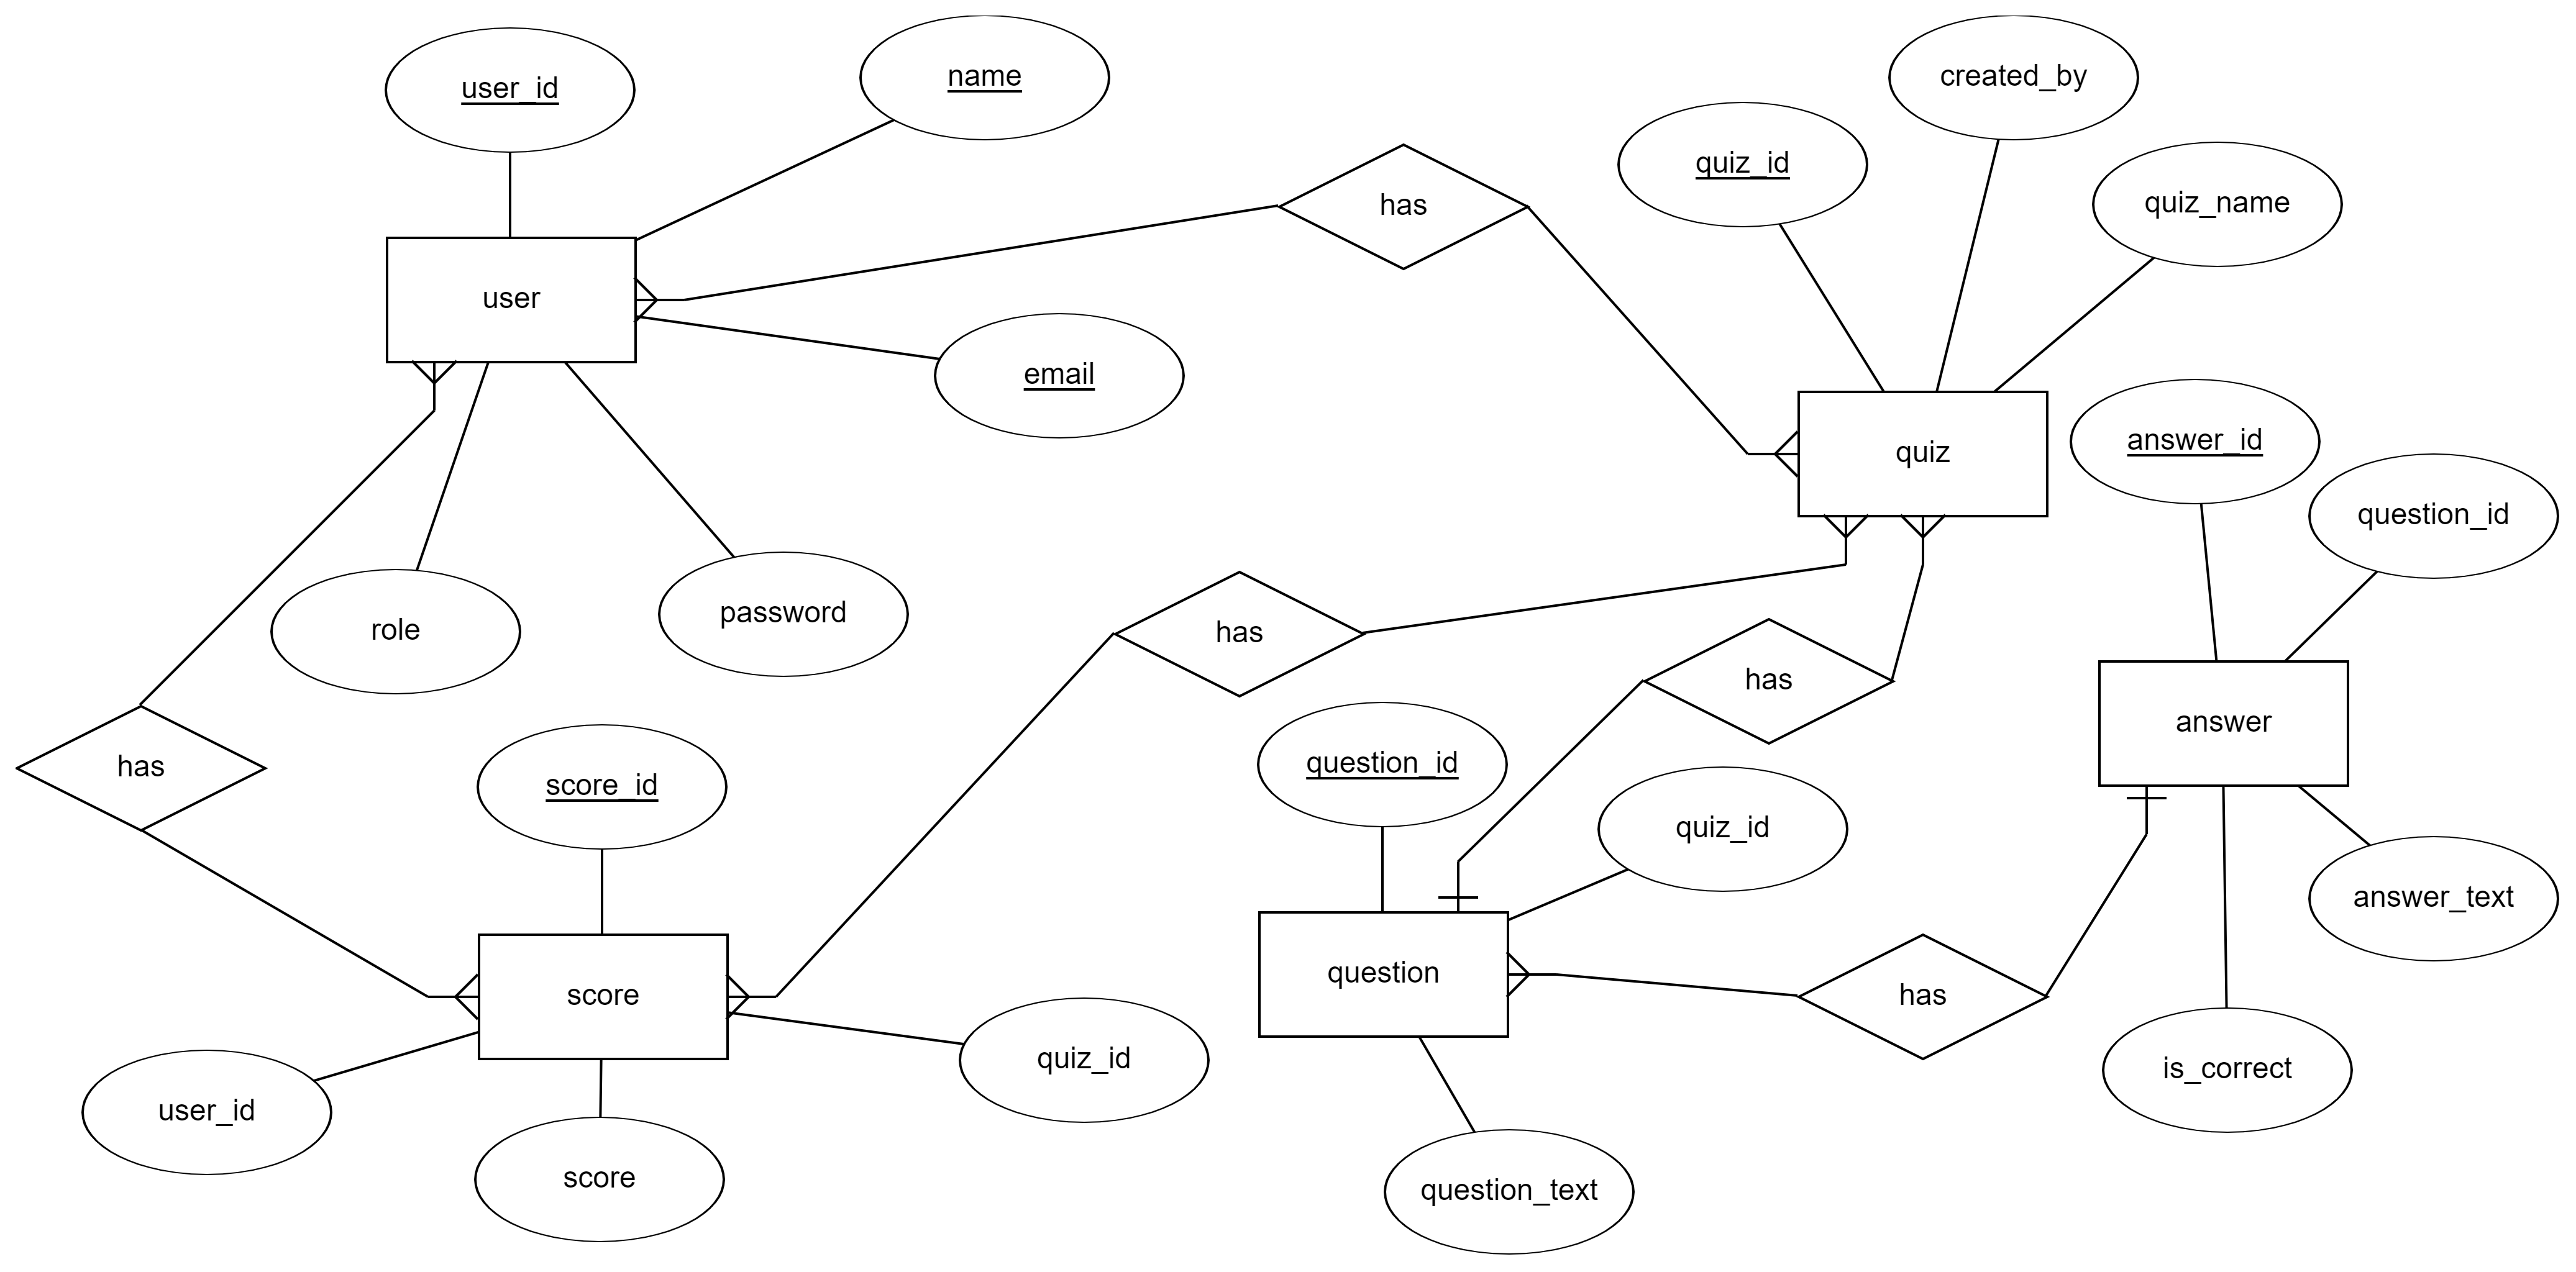 user_id
name
created_by
quiz_id
quiz_name
has
user
email
quiz
answer_id
question_id
role
password
has
has
answer
has
score_id
question_id
quiz_id
answer_text
score
question
has
quiz_id
is_correct
user_id
score
question_text